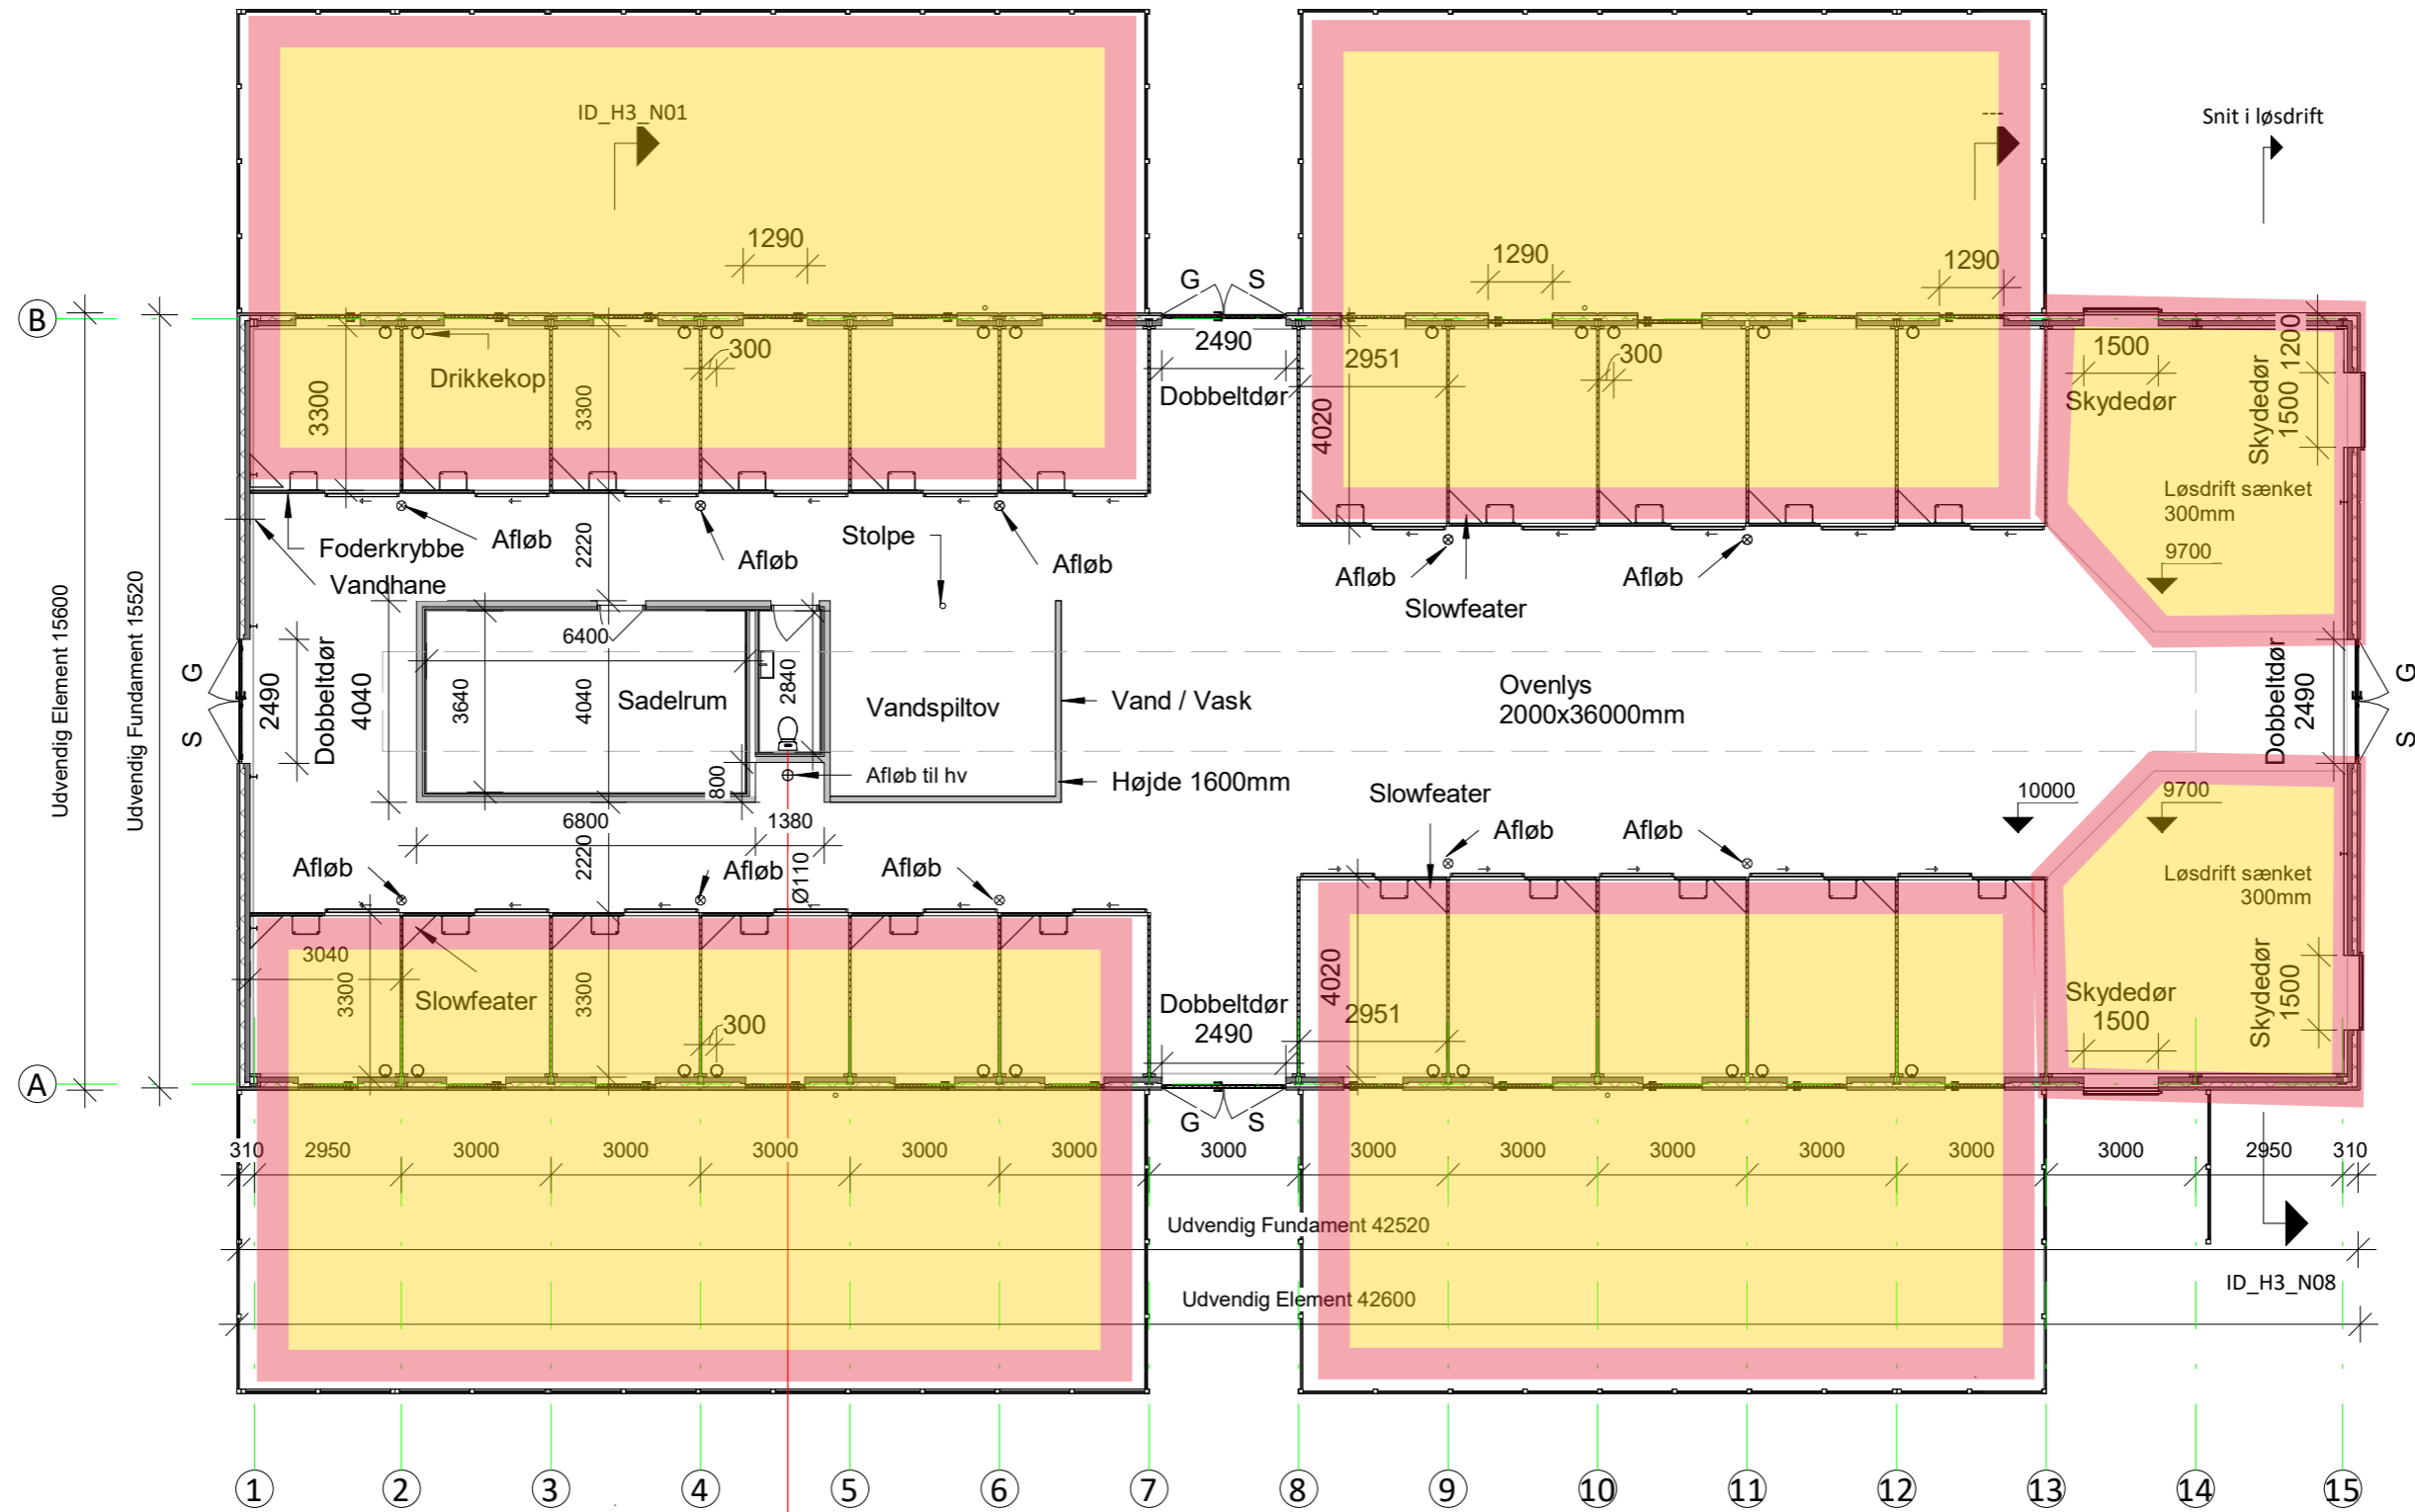 ID_H3_N01
---
Snit i løsdrift
1290
1290
1290
G S
B
2490
Dobbeltdør
300
2951
300
1500
Skydedør
1200
1500
Skydedør
Drikkekop
3300
3300
4020
Løsdrift sænket
300mm
9700
Foderkrybbe
Vandhane
Afløb
2220
Afløb
Stolpe
Afløb
Afløb
Slowfeater
Afløb
Udvendig Element 15600
Udvendig Fundament 15520
S G
2490
Dobbeltdør
4040
3640
6400
4040
Sadelrum
2840
Vandspiltov
Vand / Vask
Ovenlys
2000x36000mm
Dobbeltdør
2490
S G
800
Afløb til hv
Højde 1600mm
6800
1380
2220
Ø110
Slowfeater
10000
9700
Afløb
Afløb
Afløb
Afløb
Afløb
Løsdrift sænket
300mm
3040
3300
Slowfeater
3300
300
Dobbeltdør
2490
4020
2951
Skydedør
1500
Skydedør
1500
A
G S
310 2950 3000 3000 3000 3000 3000 3000 3000 3000 3000 3000 3000 3000 2950 310
Udvendig Fundament 42520
ID_H3_N08
Udvendig Element 42600
1 2 3 4 5 6 7 8 9 10 11 12 13 14 15